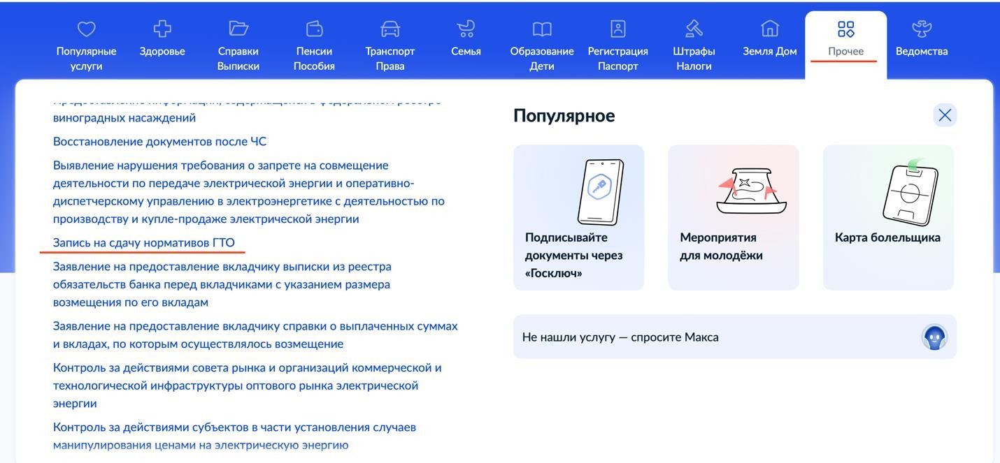 Популярные
услуги
Здоровье
Справки
Выписки
Пенсии
Пособия
Транспорт
Права
Семья
Образование
Дети
Регистрация
Паспорт
Штрафы
Налоги
Земля Дом
Прочее
Ведомства
Предоставление информации, содержащейся в федеральном реестре
виноградных насаждений
Восстановление документов после ЧС
Выявление нарушения требования о запрете на совмещение
деятельности по передаче электрической энергии и оперативно-
диспетчерскому управлению в электроэнергетике с деятельностью по
производству и купле-продаже электрической энергии
Запись на сдачу нормативов ГТО
Заявление на предоставление вкладчику выписки из реестра
обязательств банка перед вкладчиками с указанием размера
возмещения по его вкладам
Заявление на предоставление вкладчику справки о выплаченных суммах
и вкладах, по которым осуществлялось возмещение
Контроль за действиями совета рынка и организаций коммерческой и
технологической инфраструктуры оптового рынка электрической
энергии
Контроль за действиями субъектов в части установления случаев
манипулирования ценами на электрическую энергию
Популярное
Подписывайте
документы через
«Госключ»
Мероприятия
для молодёжи
Карта болельщика
Не нашли услугу — спросите Макса